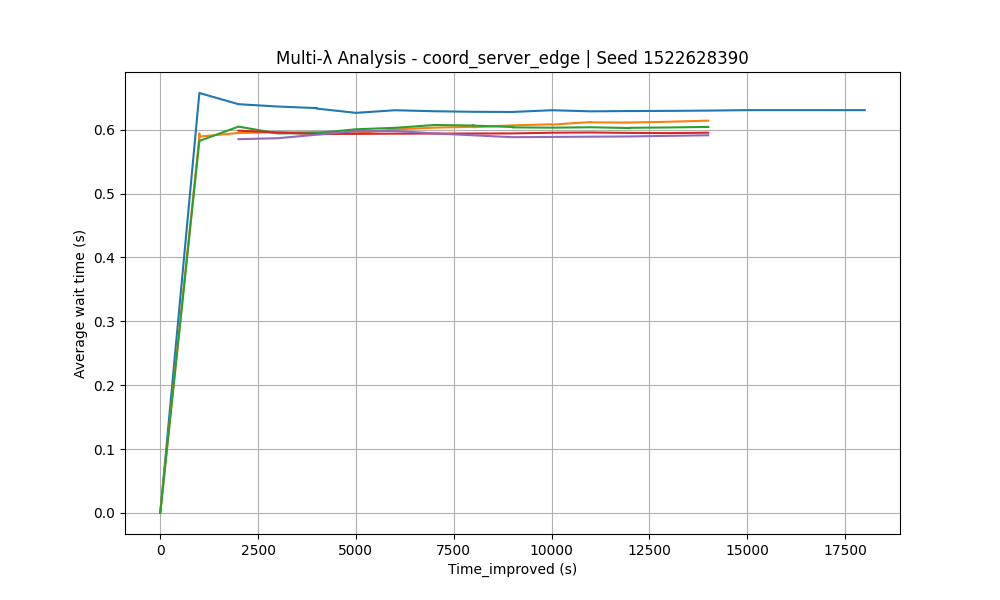 Multi-λ Analysis - coord_server_edge | Seed 1522628390
Average wait time (s)
0.6
0.5
0.4
0.3
0.2
0.1
0.0
0 2500 5000 7500 10000 12500 15000 17500
Time_improved (s)